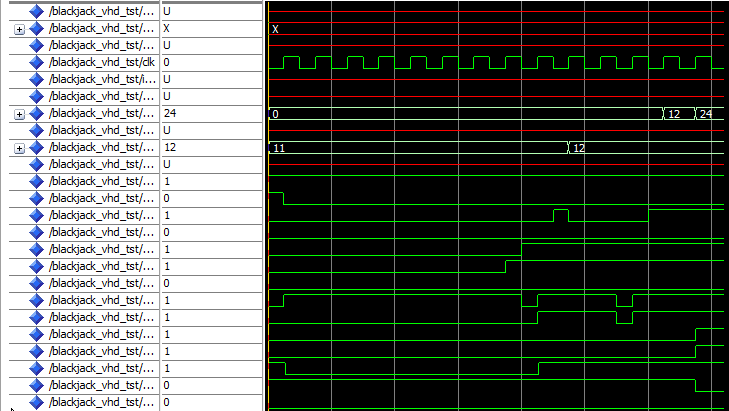 /blackjack_vhd_tst/... U
/blackjack_vhd_tst/... X X
/blackjack_vhd_tst/... U
/blackjack_vhd_tst/clk 0
/blackjack_vhd_tst/i... U
/blackjack_vhd_tst/... U
/blackjack_vhd_tst/... 24 0 12 24
/blackjack_vhd_tst/... U
/blackjack_vhd_tst/... 12 11 12
/blackjack_vhd_tst/... U
/blackjack_vhd_tst/... 1
/blackjack_vhd_tst/... 0
/blackjack_vhd_tst/... 1
/blackjack_vhd_tst/... 0
/blackjack_vhd_tst/... 1
/blackjack_vhd_tst/... 1
/blackjack_vhd_tst/... 0
/blackjack_vhd_tst/... 1
/blackjack_vhd_tst/... 1
/blackjack_vhd_tst/... 1
/blackjack_vhd_tst/... 1
/blackjack_vhd_tst/... 1
/blackjack_vhd_tst/... 0
/blackjack_vhd_tst/... 0